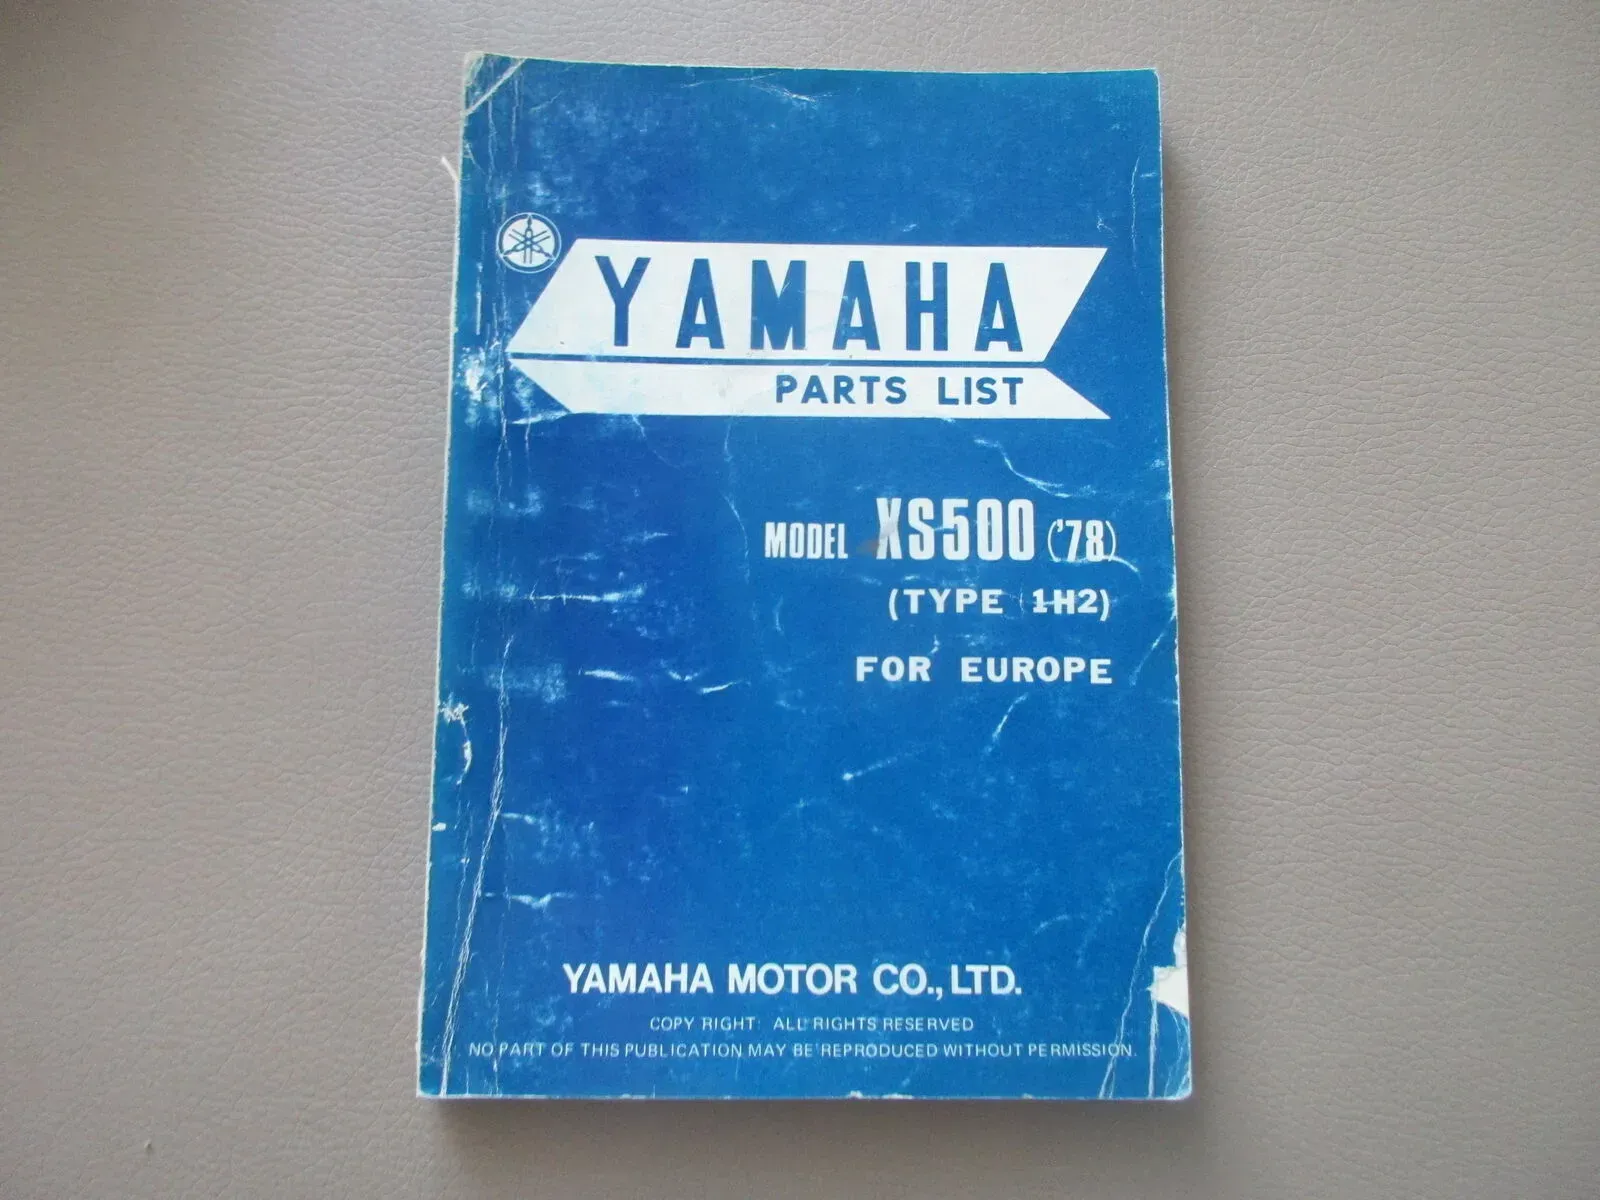 YAMAHA
PARTS LIST
MODEL XS500 ('78)
(TYPE 1H2)
FOR EUROPE
YAMAHA MOTOR CO., LTD.
COPY RIGHT: ALL RIGHTS RESERVED
NO PART OF THIS PUBLICATION MAY BE REPRODUCED WITHOUT PERMISSION.